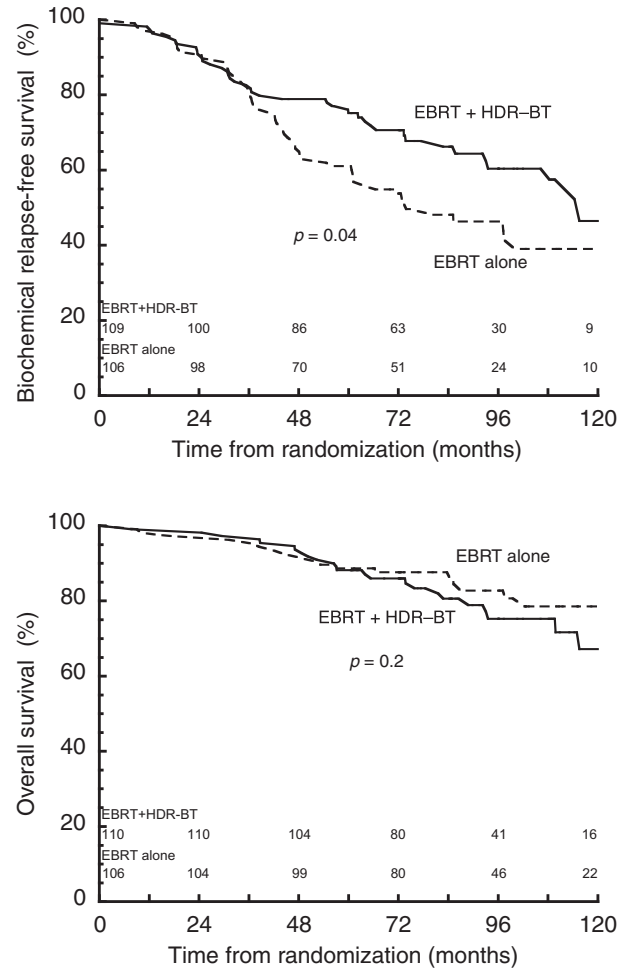 Biochemical relapse-free survival (%)
100
80
60
40
20
0
EBRT + HDR–BT
p = 0.04
EBRT alone
EBRT+HDR-BT
109 100 86 63 30 9
EBRT alone
106 98 70 51 24 10
0 24 48 72 96 120
Time from randomization (months)
Overall survival (%)
100
80
60
40
20
0
EBRT alone
EBRT + HDR–BT
p = 0.2
EBRT+HDR-BT
110 110 104 80 41 16
EBRT alone
106 104 99 80 46 22
0 24 48 72 96 120
Time from randomization (months)